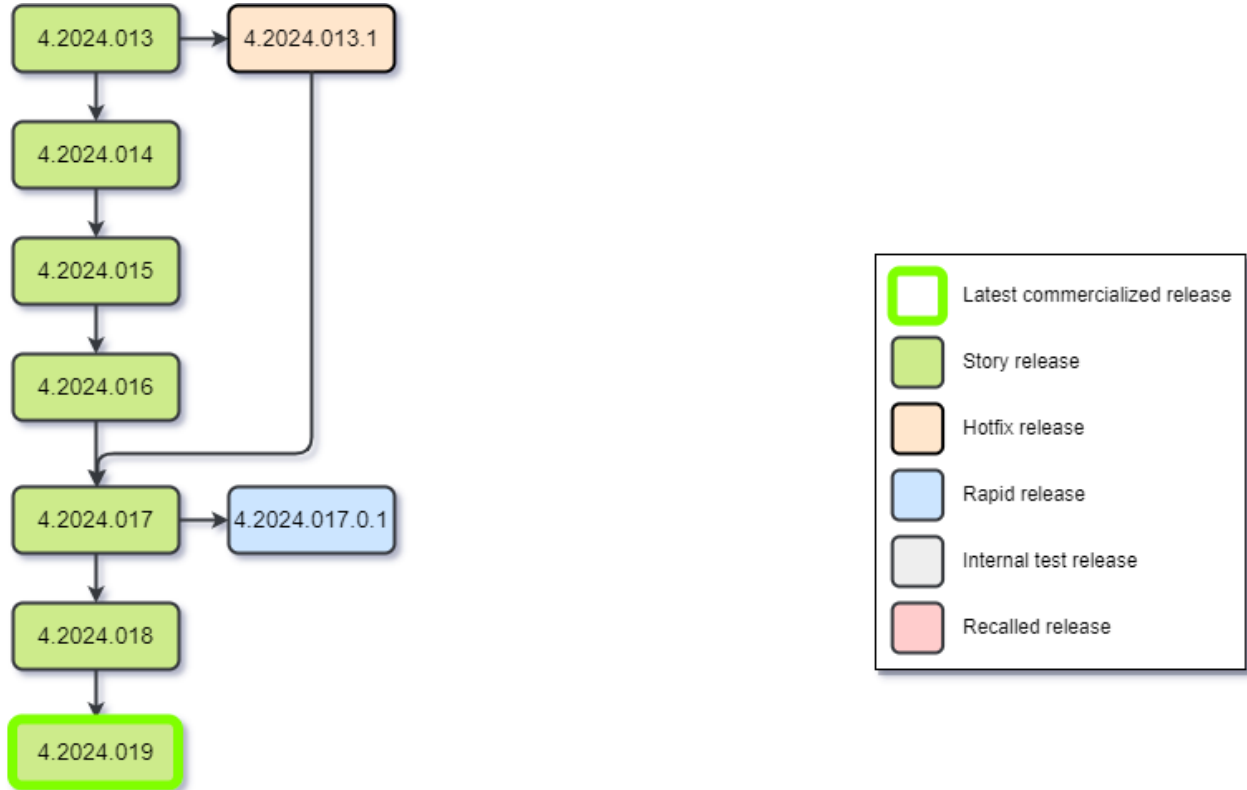 4.2024.013
4.2024.013.1
4.2024.014
4.2024.015
4.2024.016
4.2024.017
4.2024.017.0.1
4.2024.018
4.2024.019
Latest commercialized release
Story release
Hotfix release
Rapid release
Internal test release
Recalled release